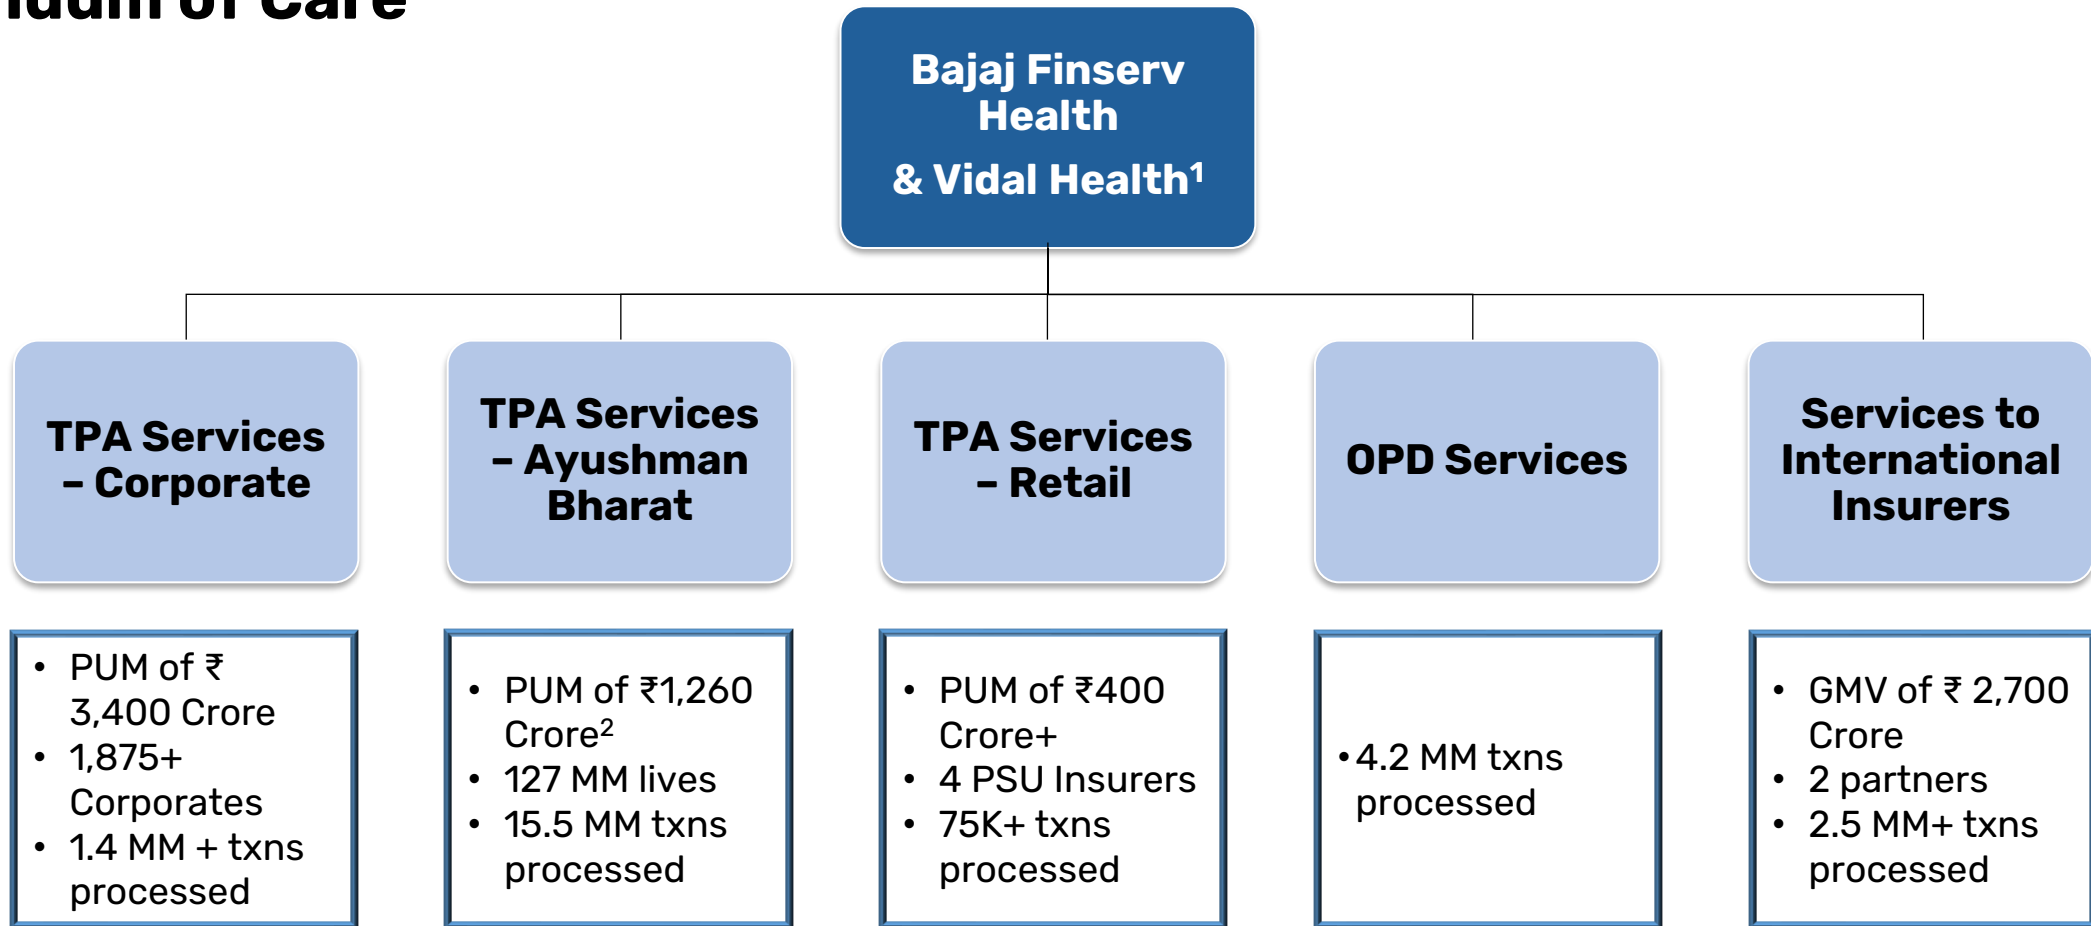 of Care
Bajaj Finserv
Health
& Vidal Health¹
TPA Services
– Corporate
TPA Services
– Ayushman
Bharat
TPA Services
– Retail
OPD Services
Services to
International
Insurers
• PUM of ₹
3,400 Crore
• 1,875+
Corporates
• 1.4 MM + txns
processed
• PUM of ₹1,260
Crore²
• 127 MM lives
• 15.5 MM txns
processed
• PUM of ₹400
Crore+
• 4 PSU Insurers
• 75K+ txns
processed
• 4.2 MM txns
processed
• GMV of ₹ 2,700
Crore
• 2 partners
• 2.5 MM+ txns
processed